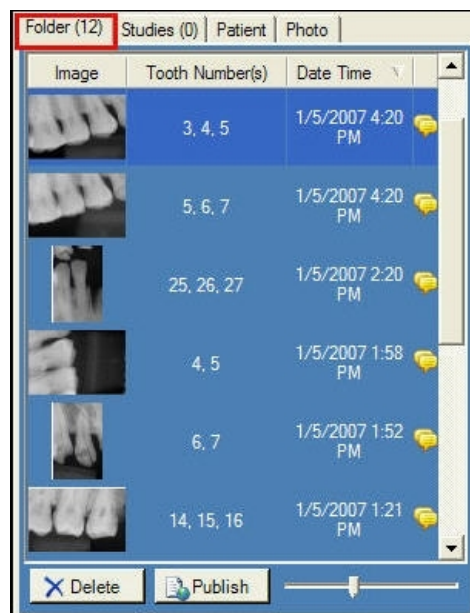 Folder (12) Studies (0) Patient Photo
Image Tooth Number(s) Date Time
3, 4, 5 1/5/2007 4:20 PM
5, 6, 7 1/5/2007 4:20 PM
25, 26, 27 1/5/2007 2:20 PM
4, 5 1/5/2007 1:58 PM
6, 7 1/5/2007 1:52 PM
14, 15, 16 1/5/2007 1:21 PM
Delete Publish